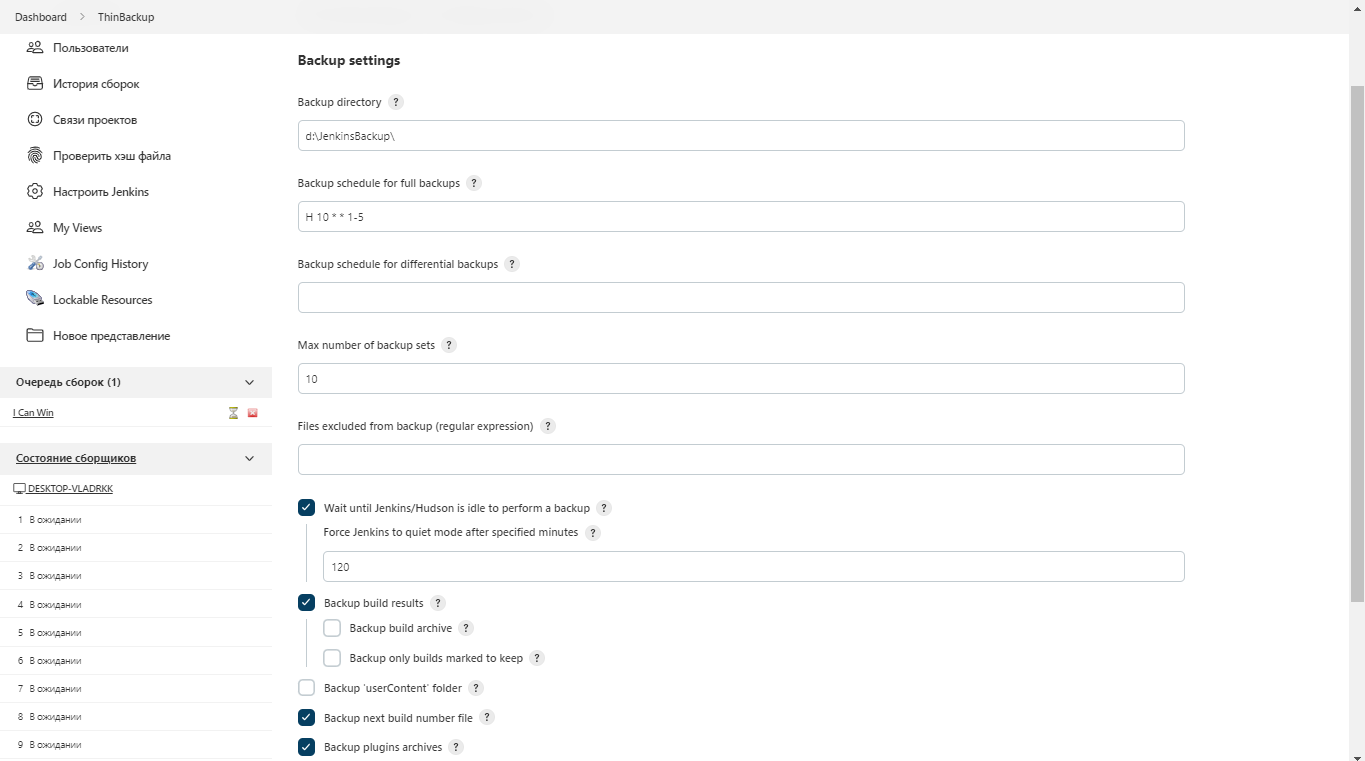 Dashboard > ThinBackup
Пользователи
История сборок
Связи проектов
Проверить хэш файла
Настроить Jenkins
My Views
Job Config History
Lockable Resources
Новое представление
Очередь сборок (1)
I Can Win
Состояние сборщиков
DESKTOP-VLADRKK
1 В ожидании
2 В ожидании
3 В ожидании
4 В ожидании
5 В ожидании
6 В ожидании
7 В ожидании
8 В ожидании
9 В ожидании
Backup settings
Backup directory ?
d:\JenkinsBackup\
Backup schedule for full backups ?
H 10 * * 1-5
Backup schedule for differential backups ?
Max number of backup sets ?
10
Files excluded from backup (regular expression) ?
Wait until Jenkins/Hudson is idle to perform a backup ?
Force Jenkins to quiet mode after specified minutes ?
120
Backup build results ?
Backup build archive ?
Backup only builds marked to keep ?
Backup 'userContent' folder ?
Backup next build number file ?
Backup plugins archives ?